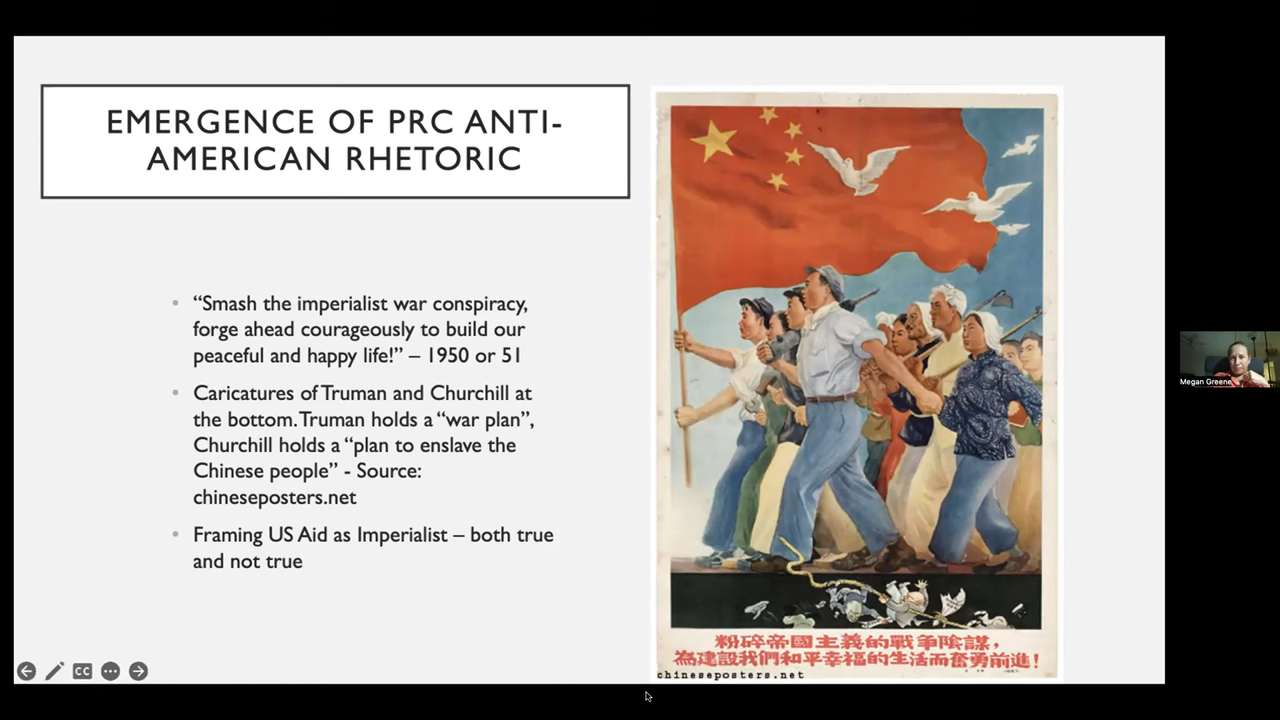 EMERGENCE OF PRC ANTI-
AMERICAN RHETORIC
“Smash the imperialist war conspiracy,
forge ahead courageously to build our
peaceful and happy life!” – 1950 or 51
Caricatures of Truman and Churchill at
the bottom. Truman holds a “war plan”,
Churchill holds a “plan to enslave the
Chinese people” - Source:
chineseposters.net
Framing US Aid as Imperialist – both true
and not true
粉碎帝國主義的戰爭陰謀，
為建設我們和平幸福的生活而奮勇前進！
chineseposters.net
CC
Megan Greene